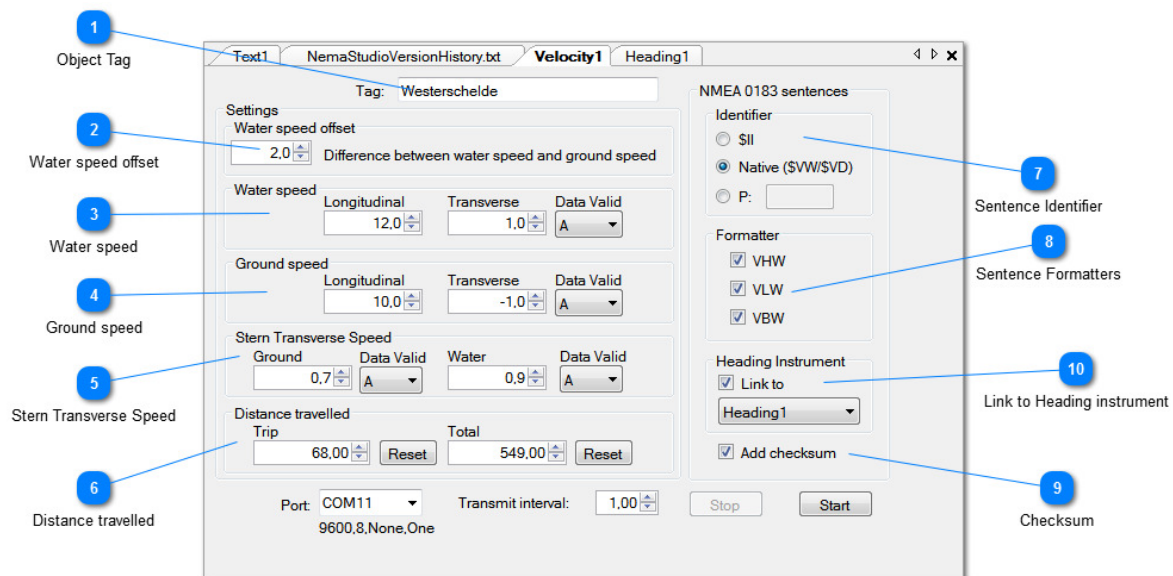 1
Object Tag
Text1 NemaStudioVersionHistory.txt Velocity1 Heading1
Tag: Westerschelde
Settings
2
Water speed offset
Water speed offset
2,0 Difference between water speed and ground speed
3
Water speed
Water speed
Longitudinal Transverse Data Valid
12,0 1,0 A
4
Ground speed
Ground speed
Longitudinal Transverse Data Valid
10,0 -1,0 A
5
Stern Transverse Speed
Stern Transverse Speed
Ground Data Valid Water Data Valid
0,7 A 0,9 A
6
Distance travelled
Distance travelled
Trip Total
68,00 Reset 549,00 Reset
Port: COM11 Transmit interval: 1,00 Stop Start
9600,8,None,One
NMEA 0183 sentences
Identifier
$II
Native ($VW/$VD)
P:
7
Sentence Identifier
Formatter
VHW
VLW
VBW
8
Sentence Formatters
Heading Instrument
Link to
Heading1
10
Link to Heading instrument
Add checksum
9
Checksum